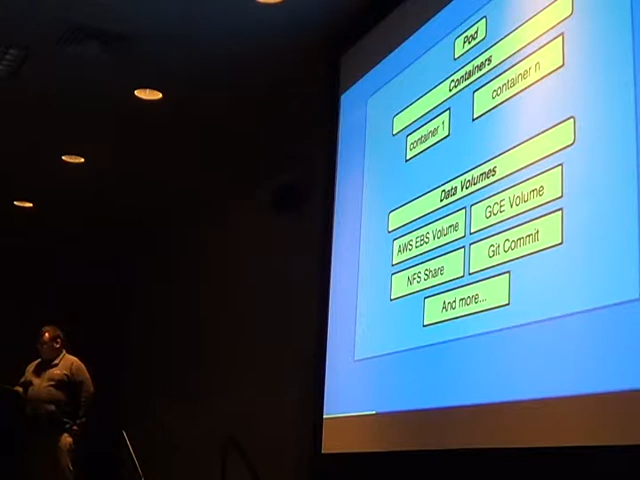 Pod
Containers
container 1
container n
Data Volumes
AWS EBS Volume
GCE Volume
NFS Share
Git Commit
And more...